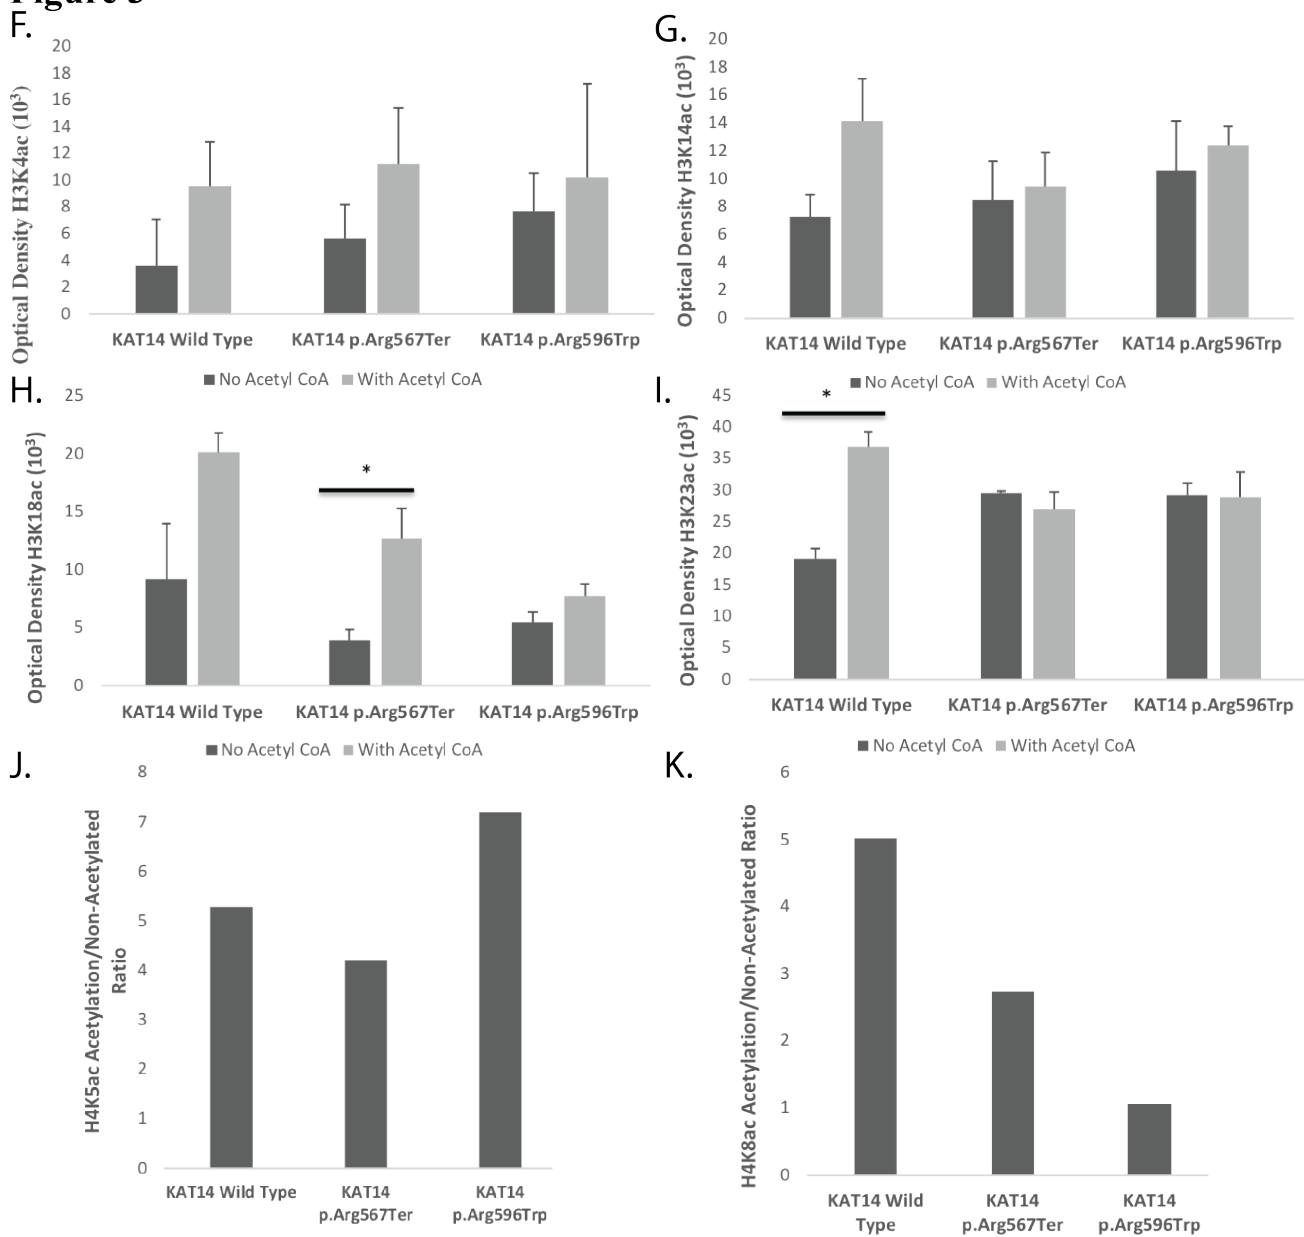 F.
Optical Density H3K4ac (10³)
20
18
16
14
12
10
8
6
4
2
0
KAT14 Wild Type KAT14 p.Arg567Ter KAT14 p.Arg596Trp
No Acetyl CoA With Acetyl CoA
G.
Optical Density H3K14ac (10³)
20
18
16
14
12
10
8
6
4
2
0
KAT14 Wild Type KAT14 p.Arg567Ter KAT14 p.Arg596Trp
No Acetyl CoA With Acetyl CoA
H.
Optical Density H3K18ac (10³)
25
20
15
10
5
0
*
KAT14 Wild Type KAT14 p.Arg567Ter KAT14 p.Arg596Trp
No Acetyl CoA With Acetyl CoA
I.
Optical Density H3K23ac (10³)
45
40
35
30
25
20
15
10
5
0
*
KAT14 Wild Type KAT14 p.Arg567Ter KAT14 p.Arg596Trp
No Acetyl CoA With Acetyl CoA
J.
H4K5ac Acetylation/Non-Acetylated
Ratio
8
7
6
5
4
3
2
1
0
KAT14 Wild Type KAT14 KAT14
p.Arg567Ter p.Arg596Trp
K.
H4K8ac Acetylation/Non-Acetylated Ratio
6
5
4
3
2
1
0
KAT14 Wild KAT14 KAT14
Type p.Arg567Ter p.Arg596Trp